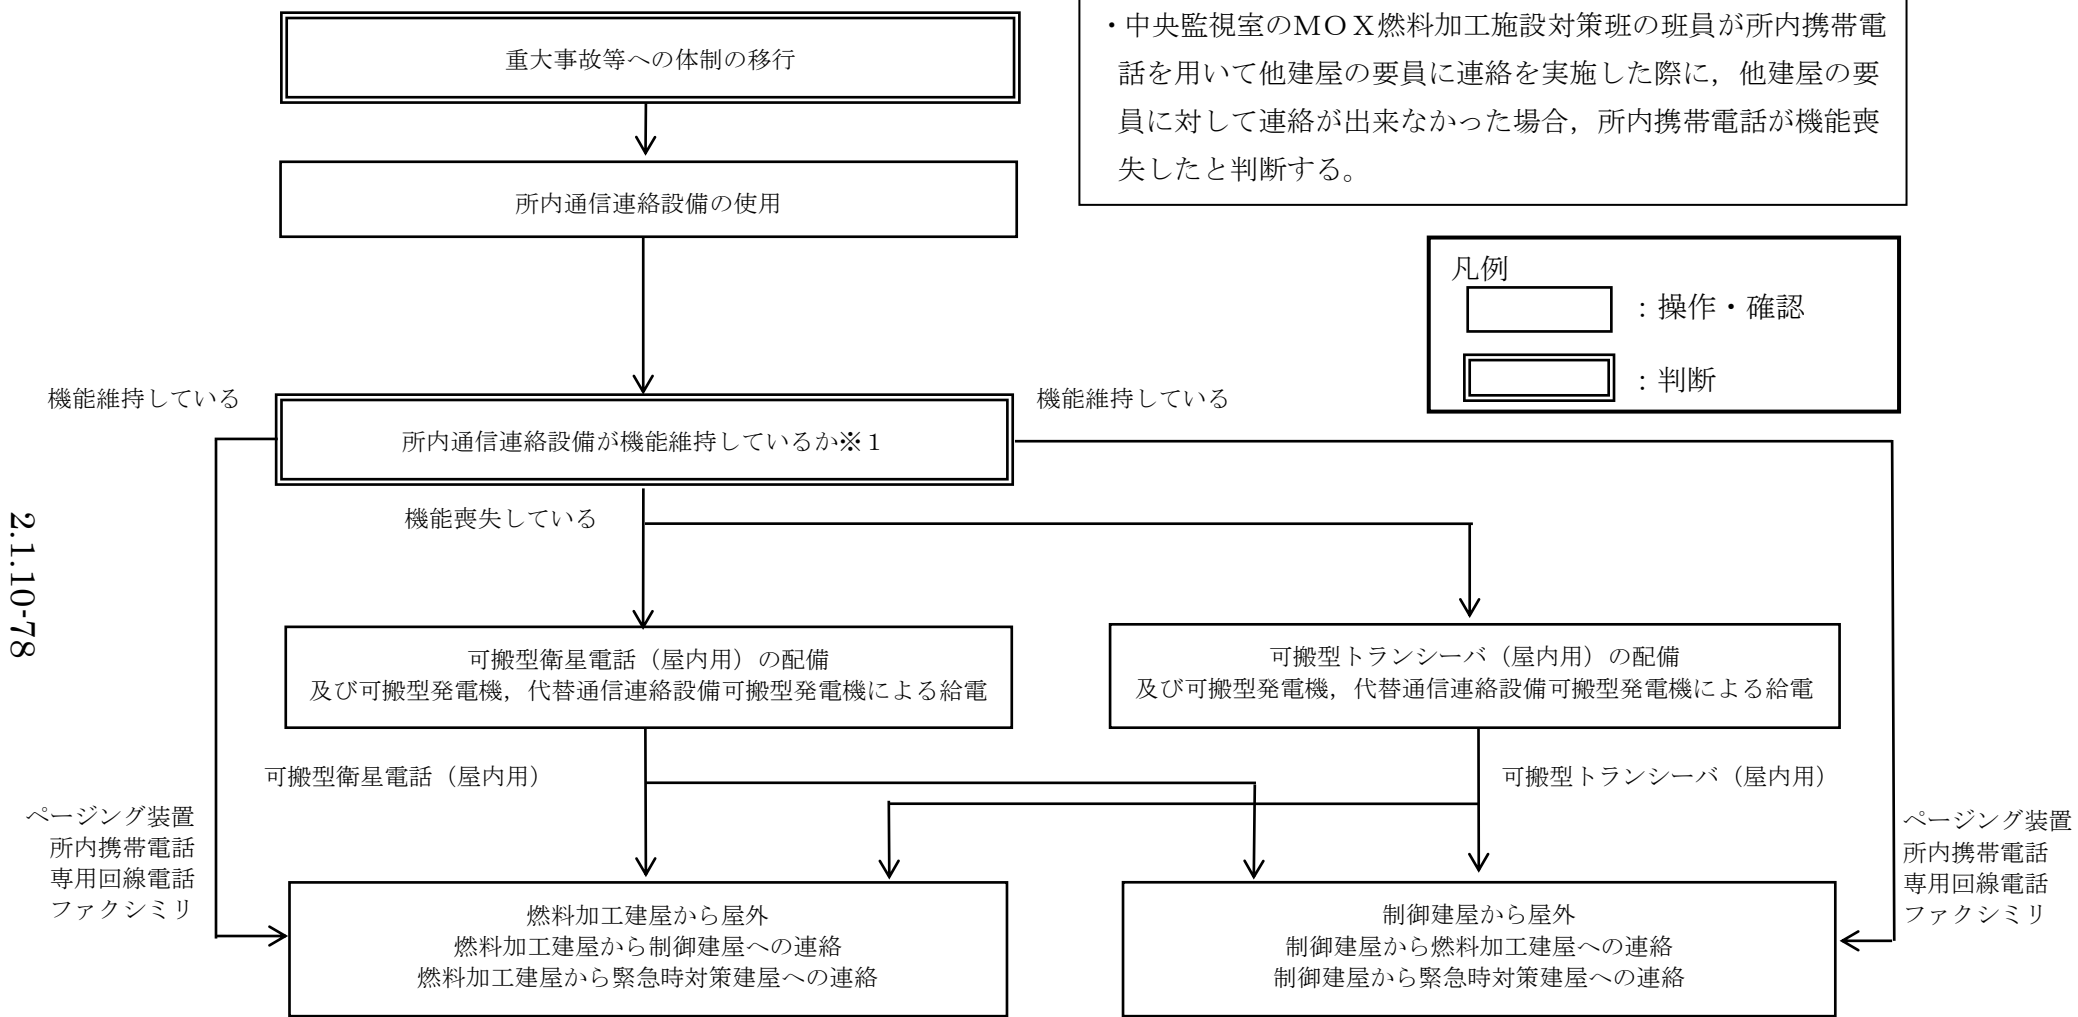 ・中央監視室のMOX燃料加工施設対策班の班員が所内携帯電
話を用いて他建屋の要員に連絡を実施した際に，他建屋の要
員に対して連絡が出来なかった場合，所内携帯電話が機能喪
失したと判断する。
重大事故等への体制の移行
所内通信連絡設備の使用
凡例
：操作・確認
：判断
機能維持している
機能維持している
所内通信連絡設備が機能維持しているか※１
機能喪失している
可搬型衛星電話（屋内用）の配備
及び可搬型発電機，代替通信連絡設備可搬型発電機による給電
可搬型トランシーバ（屋内用）の配備
及び可搬型発電機，代替通信連絡設備可搬型発電機による給電
可搬型衛星電話（屋内用）
可搬型トランシーバ（屋内用）
ページング装置
所内携帯電話
専用回線電話
ファクシミリ
ページング装置
所内携帯電話
専用回線電話
ファクシミリ
燃料加工建屋から屋外
燃料加工建屋から制御建屋への連絡
燃料加工建屋から緊急時対策建屋への連絡
制御建屋から屋外
制御建屋から燃料加工建屋への連絡
制御建屋から緊急時対策建屋への連絡
2.1.10-78